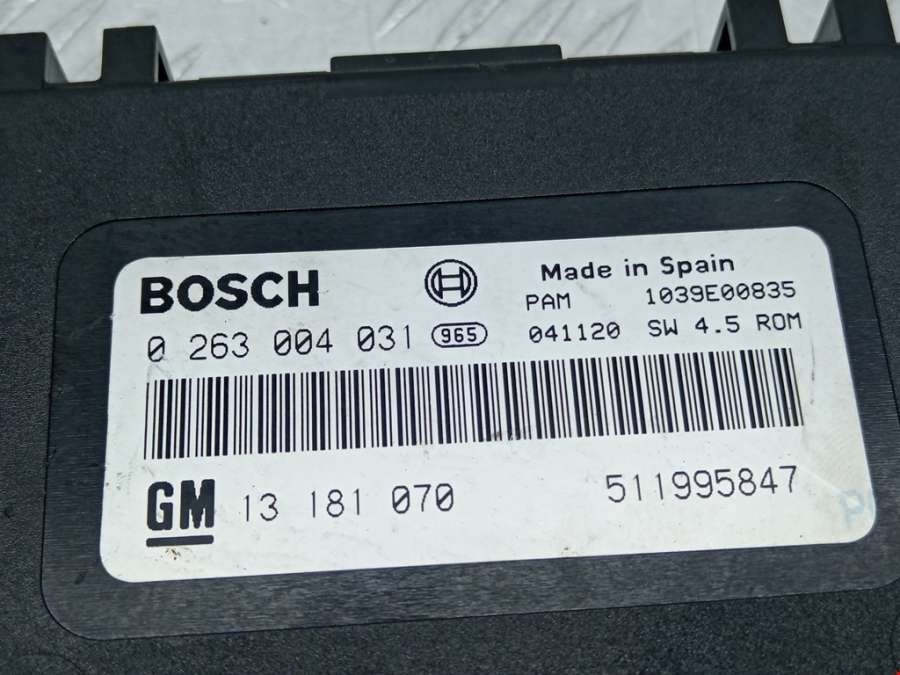 BOSCH
Made in Spain
PAM 1039E00835
0 263 004 031 965 041120 SW 4.5 ROM
GM 13 181 070 511995847